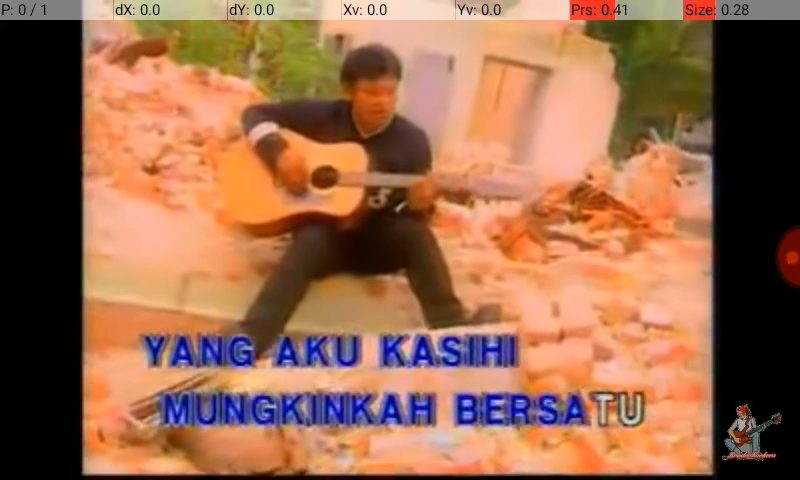 P: 0 / 1 dX: 0.0 dY: 0.0 Xv: 0.0 Yv: 0.0 Prs: 0.41 Size: 0.28
YANG AKU KASIHI
MUNGKINKAH BERSATU